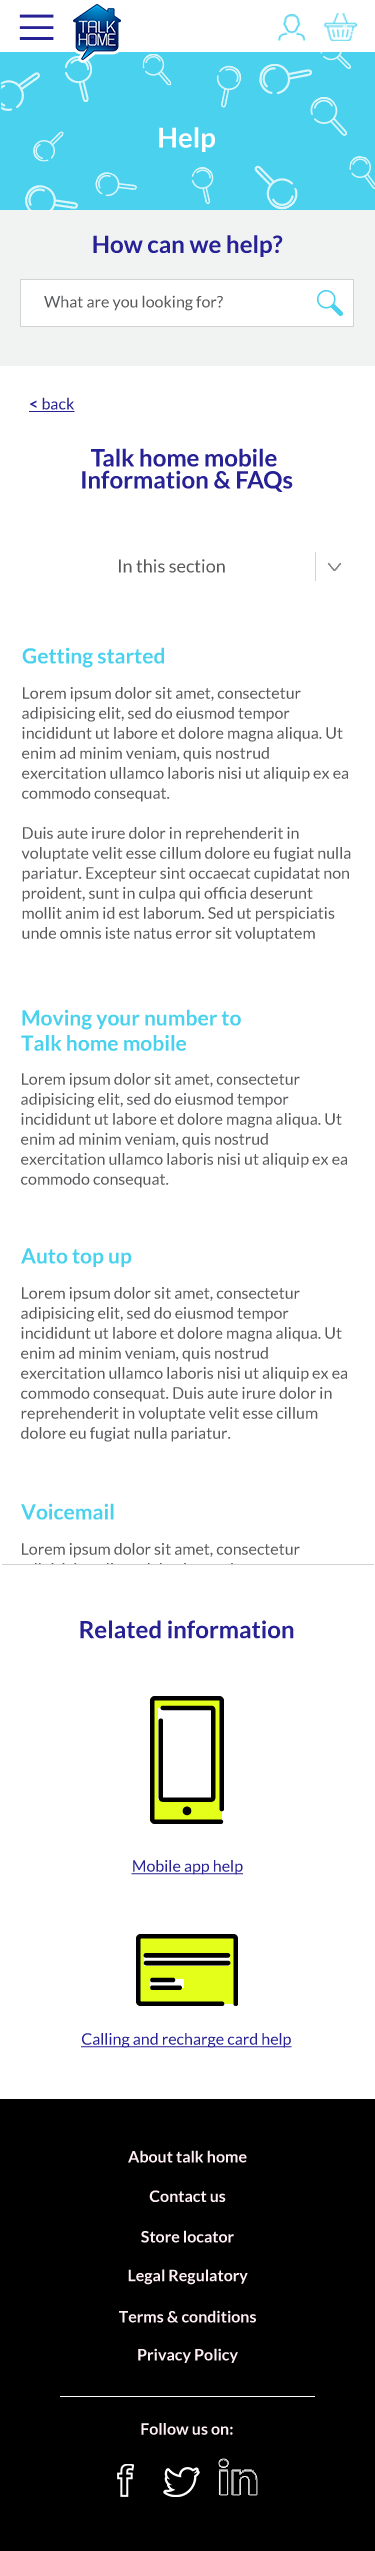 TALK
HOME
Help
How can we help?
What are you looking for?
< back
Talk home mobile
Information & FAQs
In this section
Getting started
Lorem ipsum dolor sit amet, consectetur
adipisicing elit, sed do eiusmod tempor
incididunt ut labore et dolore magna aliqua. Ut
enim ad minim veniam, quis nostrud
exercitation ullamco laboris nisi ut aliquip ex ea
commodo consequat.
Duis aute irure dolor in reprehenderit in
voluptate velit esse cillum dolore eu fugiat nulla
pariatur. Excepteur sint occaecat cupidatat non
proident, sunt in culpa qui officia deserunt
mollit anim id est laborum. Sed ut perspiciatis
unde omnis iste natus error sit voluptatem
Moving your number to
Talk home mobile
Lorem ipsum dolor sit amet, consectetur
adipisicing elit, sed do eiusmod tempor
incididunt ut labore et dolore magna aliqua. Ut
enim ad minim veniam, quis nostrud
exercitation ullamco laboris nisi ut aliquip ex ea
commodo consequat.
Auto top up
Lorem ipsum dolor sit amet, consectetur
adipisicing elit, sed do eiusmod tempor
incididunt ut labore et dolore magna aliqua. Ut
enim ad minim veniam, quis nostrud
exercitation ullamco laboris nisi ut aliquip ex ea
commodo consequat. Duis aute irure dolor in
reprehenderit in voluptate velit esse cillum
dolore eu fugiat nulla pariatur.
Voicemail
Lorem ipsum dolor sit amet, consectetur
Related information
Mobile app help
Calling and recharge card help
About talk home
Contact us
Store locator
Legal Regulatory
Terms & conditions
Privacy Policy
Follow us on: